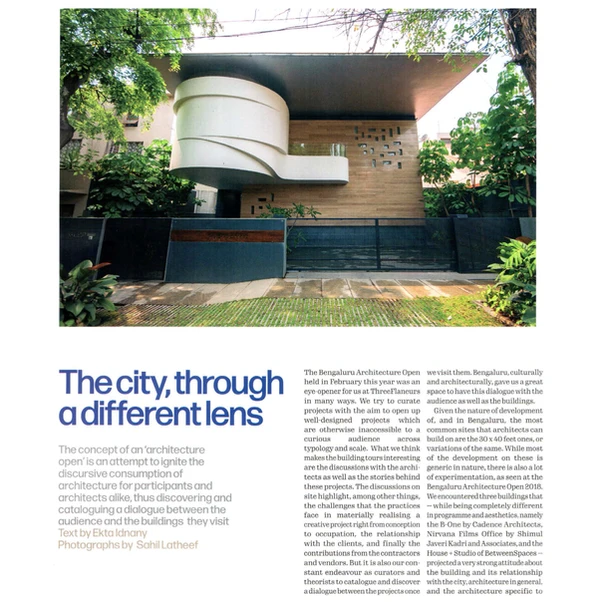 The city, through
a different lens
The concept of an 'architecture
open' is an attempt to ignite the
discursive consumption of
architecture for participants and
architects alike, thus discovering and
cataloguing a dialogue between the
audience and the buildings they visit
Text by Ekta Idnany
Photographs by Sahil Latheef
The Bengaluru Architecture Open
held in February this year was an
eye-opener for us at ThreeFlaneurs
in many ways. We try to curate
projects with the aim to open up
well-designed projects which
are otherwise inaccessible to a
curious audience across
typology and scale. What we think
makes the building tours interesting
are the discussions with the archi-
tects as well as the stories behind
these projects. The discussions on
site highlight, among other things,
the challenges that the practices
face in materially realising a
creative project right from conception
to occupation, the relationship
with the clients, and finally the
contributions from the contractors
and vendors. But it is also our con-
stant endeavour as curators and
theorists to catalogue and discover
a dialogue between the projects once
we visit them. Bengaluru, culturally
and architecturally, gave us a great
space to have this dialogue with the
audience as well as the buildings.
Given the nature of development
of, and in Bengaluru, the most
common sites that architects can
build on are the 30 x 40 feet ones, or
variations of the same. While most
of the development on these is
generic in nature, there is also a lot
of experimentation, as seen at the
Bengaluru Architecture Open 2018.
We encountered three buildings that
— while being completely different
in programme and aesthetics, namely
the B-One by Cadence Architects,
Nirvana Films Office by Shimul
Javeri Kadri and Associates, and the
House + Studio of BetweenSpaces —
projected a very strong attitude about
the building and its relationship
with the city, architecture in general,
and the architecture specific to